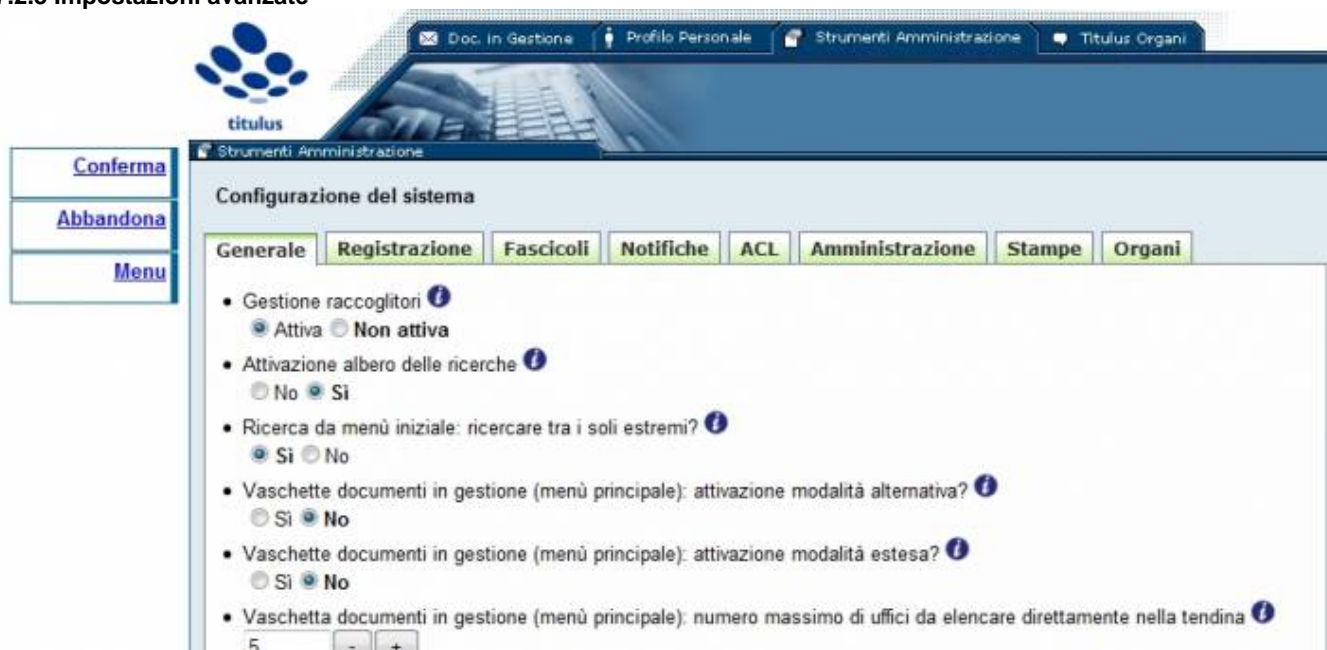 Impostazioni avanzate
Doc. in Gestione
Profilo Personale
Strumenti Amministrazione
Titulus Organi
titulus
Strumenti Amministrazione
Conferma
Abbandona
Menu
Configurazione del sistema
Generale Registrazione Fascicoli Notifiche ACL Amministrazione Stampe Organi
• Gestione raccoglitori i
Attiva Non attiva
• Attivazione albero delle ricerche i
No Sì
• Ricerca da menù iniziale: ricercare tra i soli estremi? i
Sì No
• Vaschette documenti in gestione (menù principale): attivazione modalità alternativa? i
Sì No
• Vaschette documenti in gestione (menù principale): attivazione modalità estesa? i
Sì No
• Vaschetta documenti in gestione (menù principale): numero massimo di uffici da elencare direttamente nella tendina i
5 - +